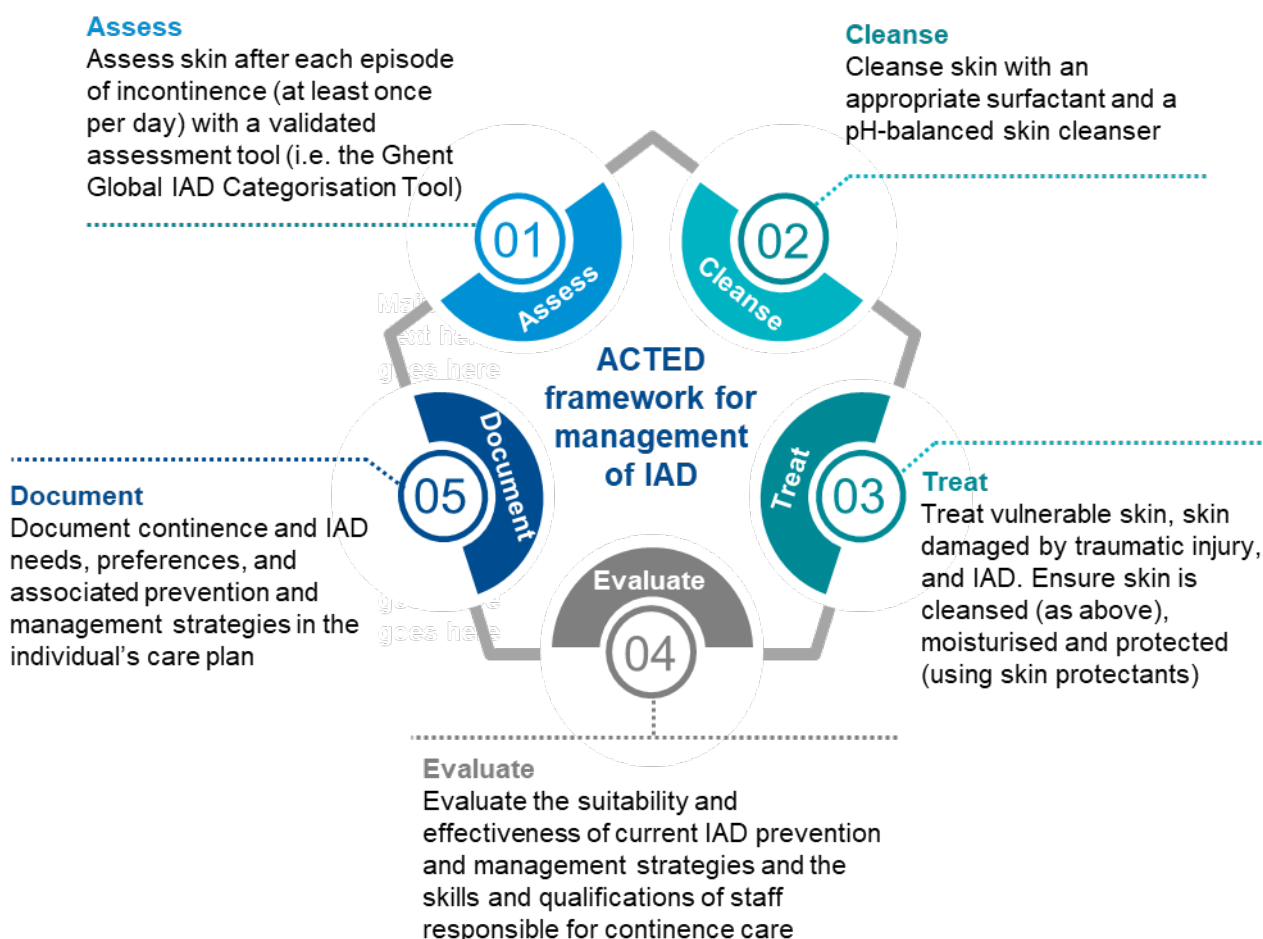 Assess
Assess skin after each episode
of incontinence (at least once
per day) with a validated
assessment tool (i.e. the Ghent
Global IAD Categorisation Tool)
Cleanse
Cleanse skin with an
appropriate surfactant and a
pH-balanced skin cleanser
01
Assess
02
Cleanse
text here
goes here
ACTED
framework for
management
of IAD
Document
05
Treat
03
Document
Document continence and IAD
needs, preferences, and
associated prevention and
management strategies in the
individual's care plan
Treat
Treat vulnerable skin, skin
damaged by traumatic injury,
and IAD. Ensure skin is
cleansed (as above),
moisturised and protected
(using skin protectants)
goes here
Evaluate
04
Evaluate
Evaluate the suitability and
effectiveness of current IAD prevention
and management strategies and the
skills and qualifications of staff
responsible for continence care